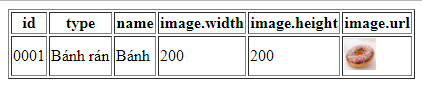 id type name image.width image.height image.url
0001 Bánh rán Bánh 200 200